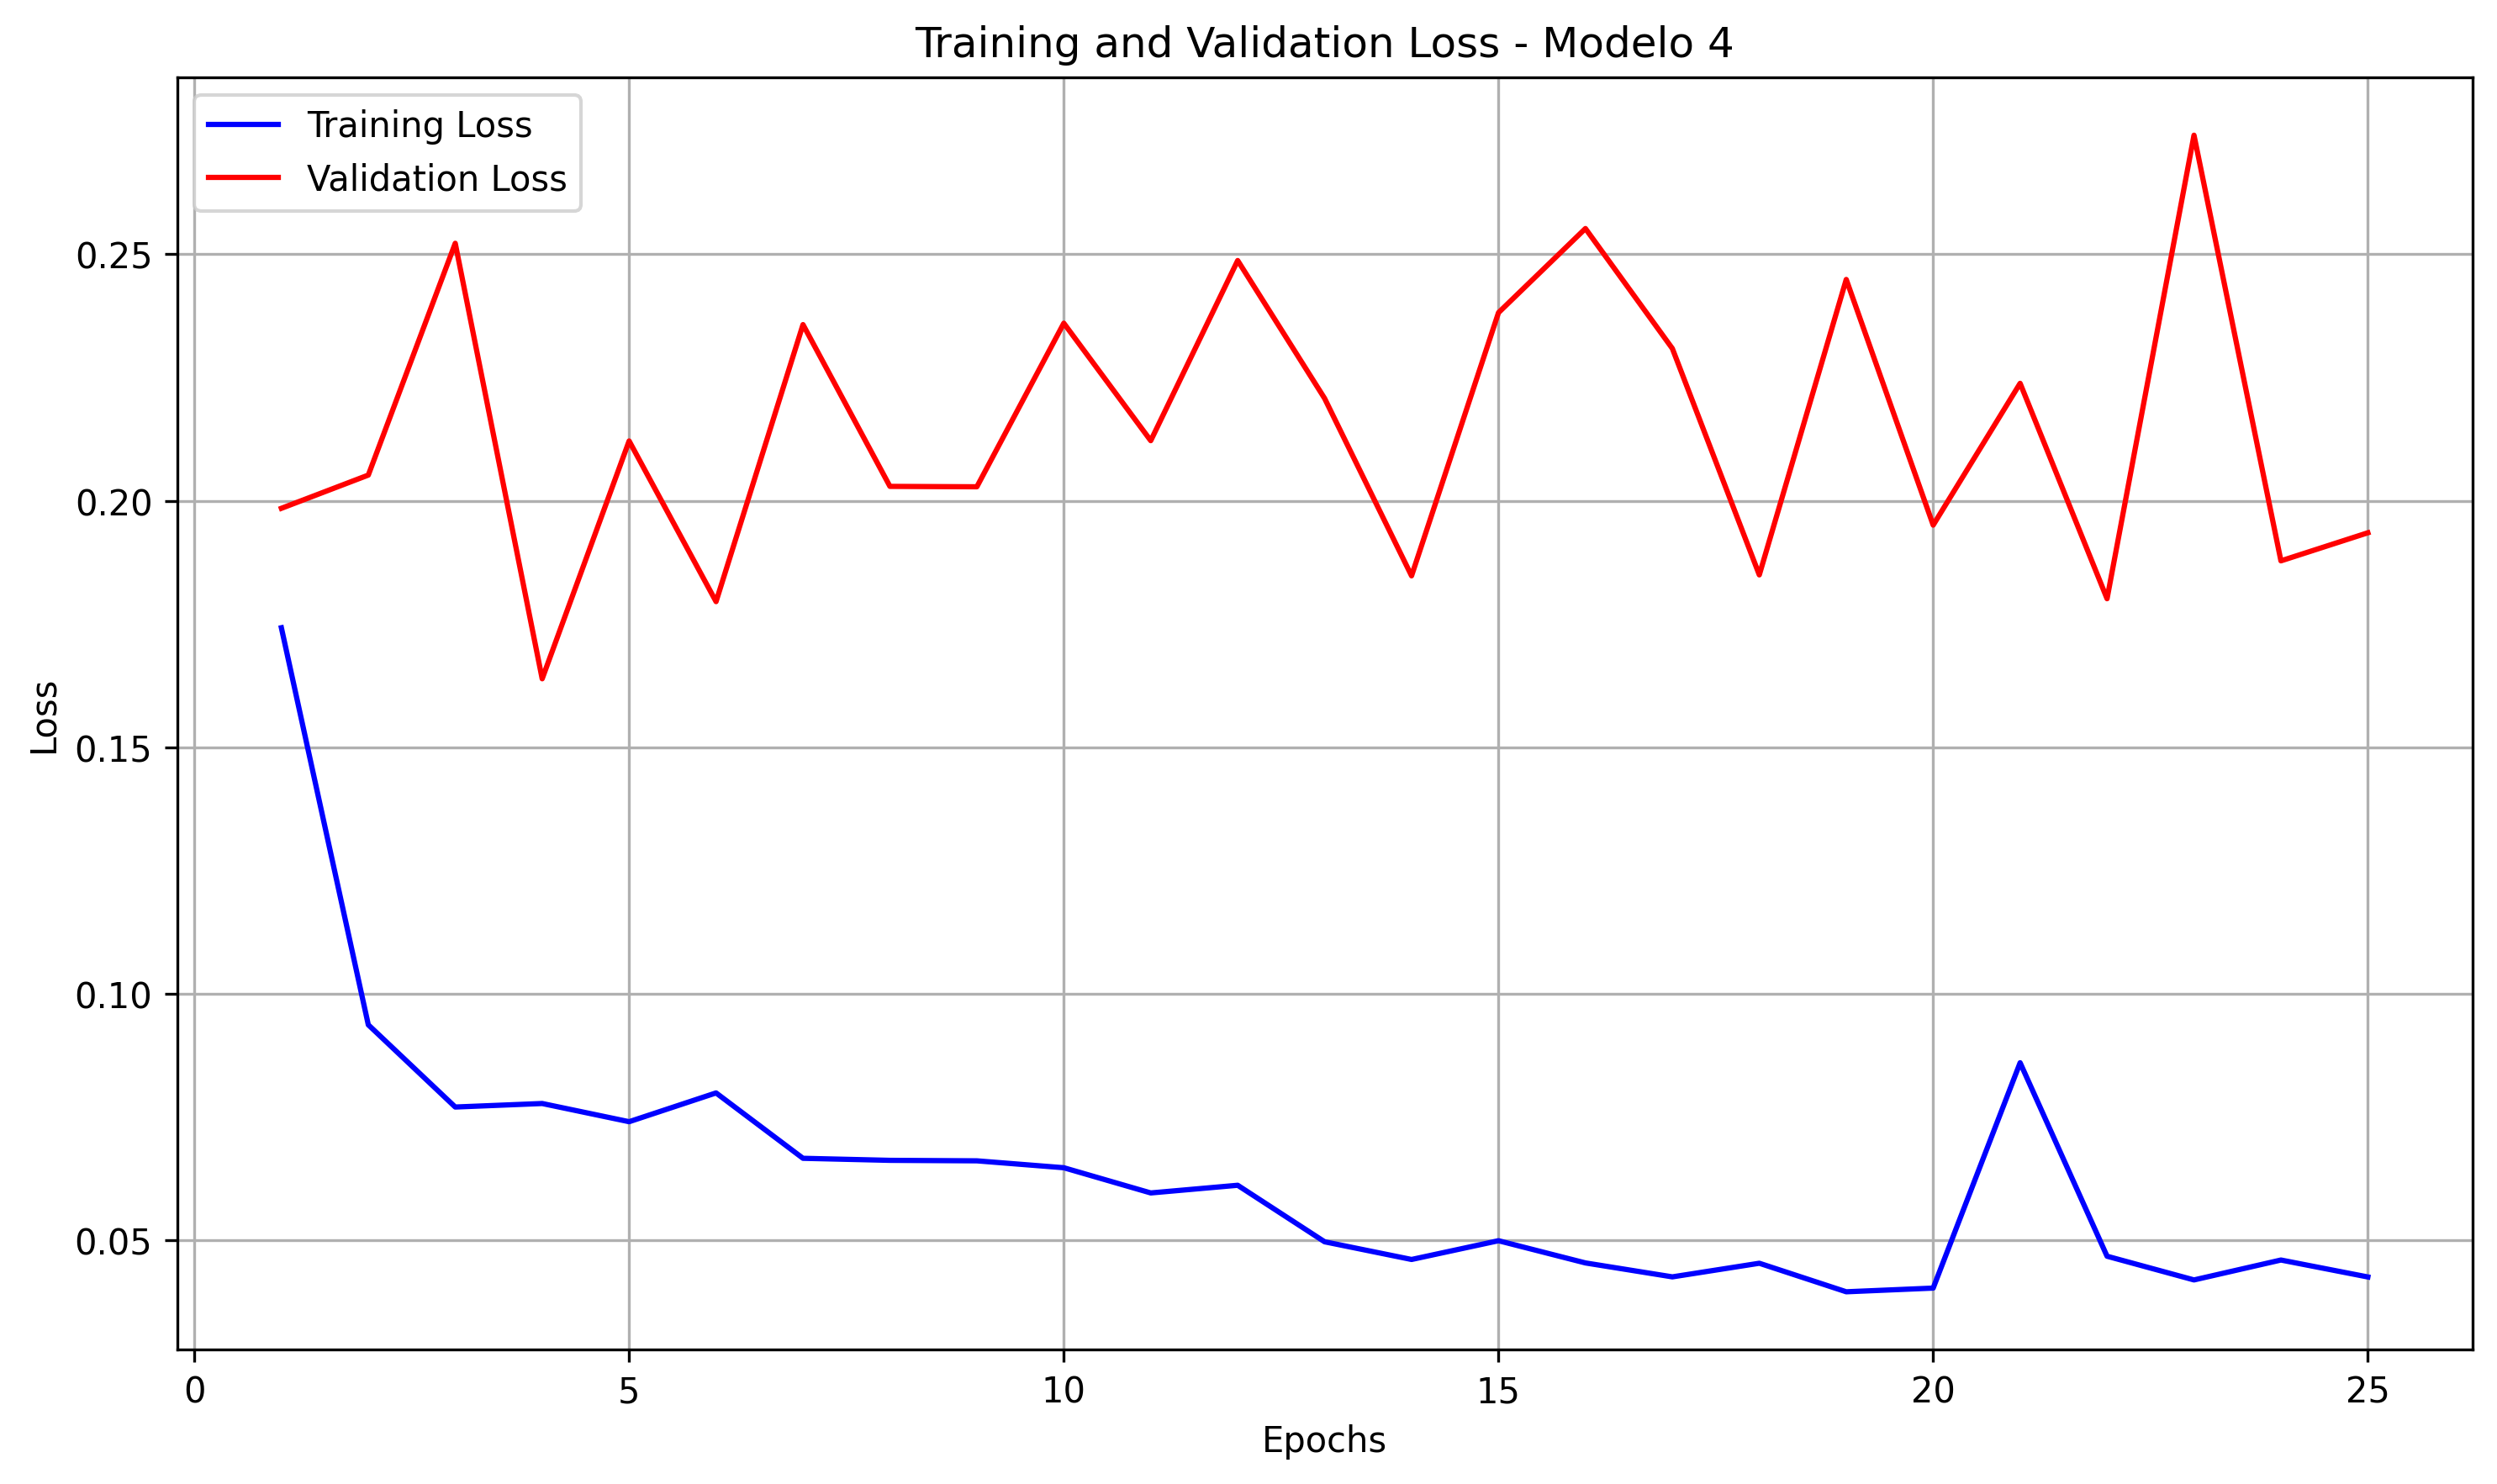 Training and Validation Loss - Modelo 4
Training Loss
Validation Loss
0.25
0.20
0.15
0.10
0.05
Loss
0 5 10 15 20 25
Epochs